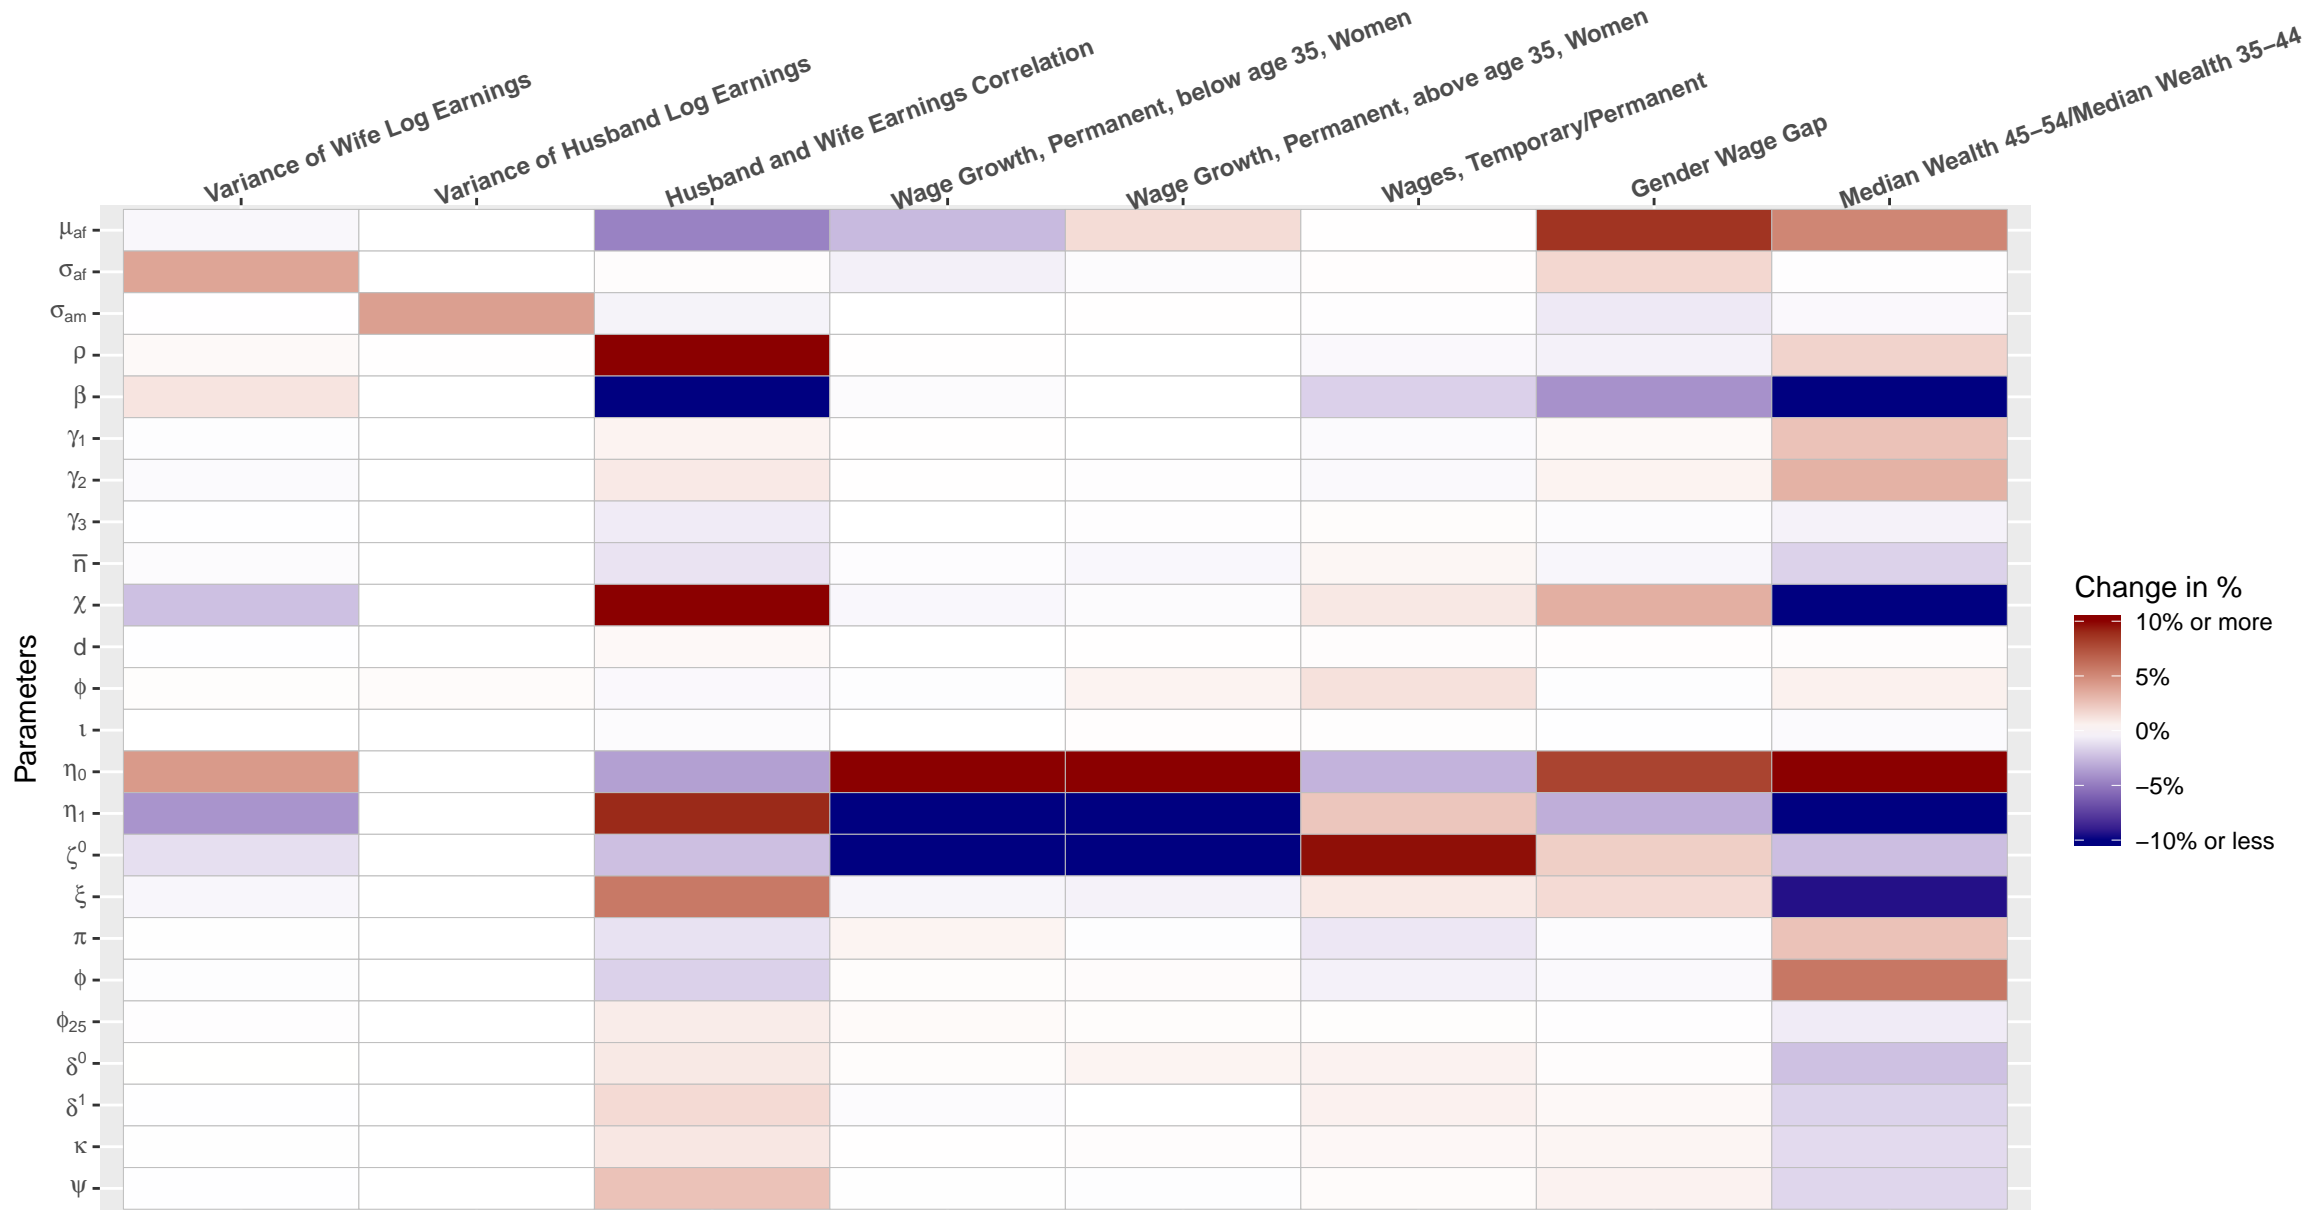 Variance of Wife Log Earnings
Variance of Husband Log Earnings
Husband and Wife Earnings Correlation
Wage Growth, Permanent, below age 35, Women
Wage Growth, Permanent, above age 35, Women
Wages, Temporary/Permanent
Gender Wage Gap
Median Wealth 45–54/Median Wealth 35–44
Parameters
μaf
σaf
σam
ρ
β
γ1
γ2
γ3
n̅
χ
d
ϕ
ι
η0
η1
ζ⁰
ξ
π
ϕ
ϕ25
δ⁰
δ¹
κ
ψ
Change in %
10% or more
5%
0%
−5%
−10% or less